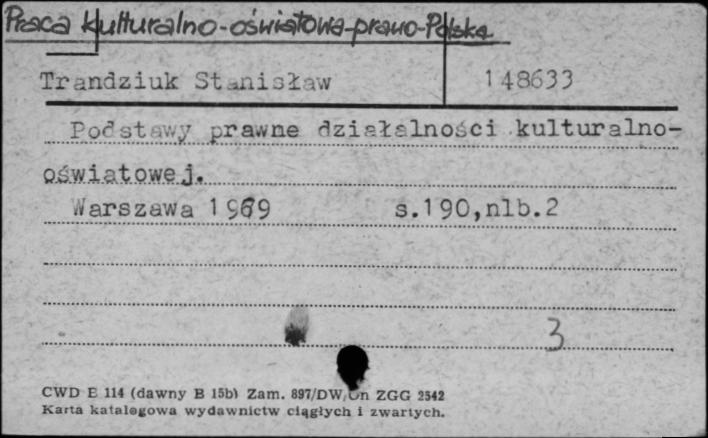 Praca kulturalno-oświatowa-prawo-Polska
Trandziuk Stanisław 148633
Podstawy prawne działalności kulturalno-
oświatowej.
Warszawa 1969 s.190,nlb.2
3
CWD E 114 (dawny B 15b) Zam. 897/DW/Un ZGG 2542
Karta katalogowa wydawnictw ciągłych i zwartych.